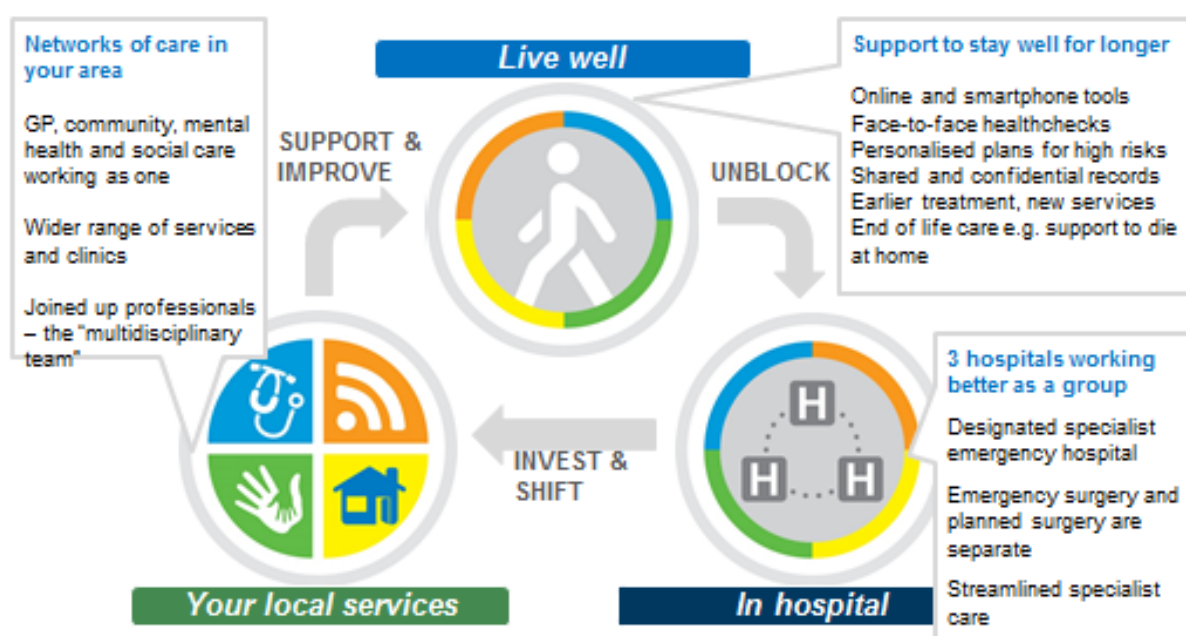 Networks of care in
your area
GP, community, mental
health and social care
working as one
Wider range of services
and clinics
Joined up professionals
– the "multidisciplinary
team"
Live well
Support to stay well for longer
Online and smartphone tools
Face-to-face healthchecks
Personalised plans for high risks
Shared and confidential records
Earlier treatment, new services
End of life care e.g. support to die
at home
SUPPORT &
IMPROVE
UNBLOCK
INVEST &
SHIFT
H
H
H
3 hospitals working
better as a group
Designated specialist
emergency hospital
Emergency surgery and
planned surgery are
separate
Streamlined specialist
care
Your local services
In hospital